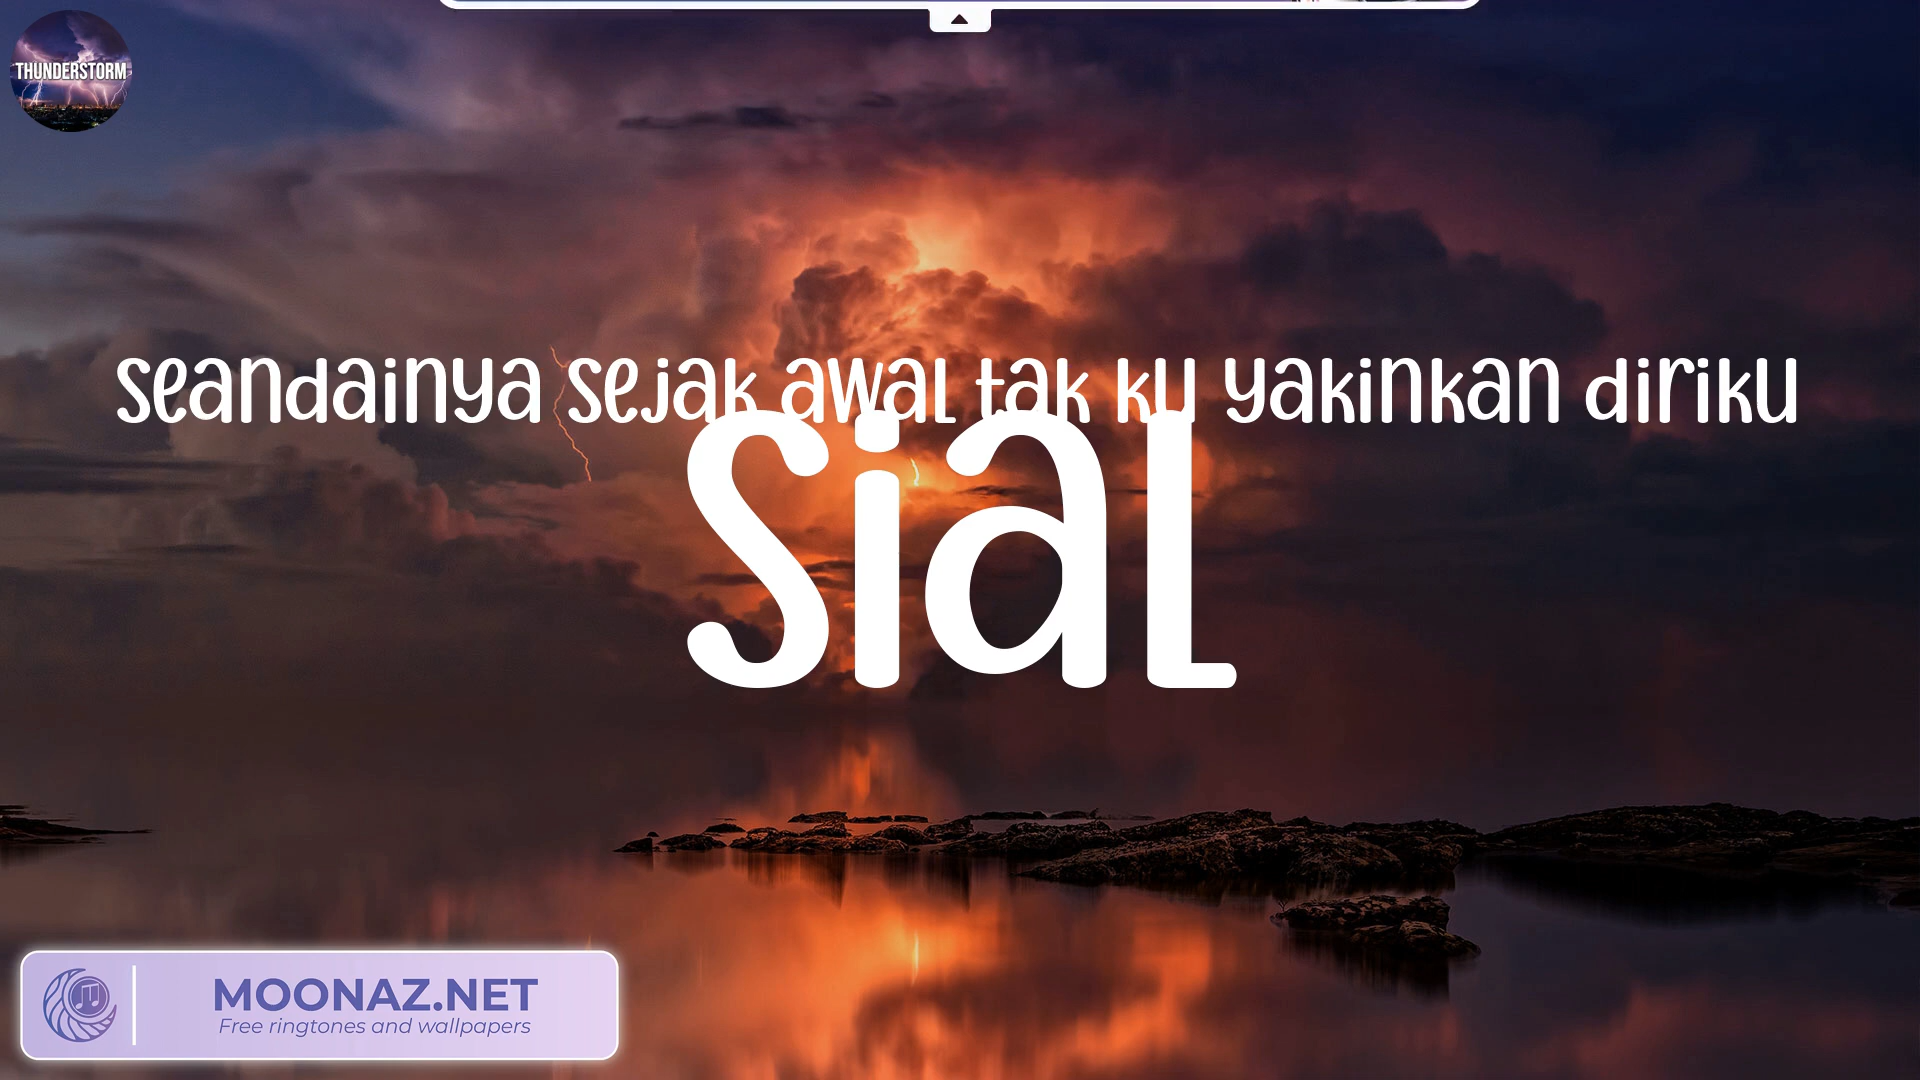 THUNDERSTORM
Seandainya sejak awal tak ku yakinkan diriku
Sial
MOONAZ.NET
Free ringtones and wallpapers